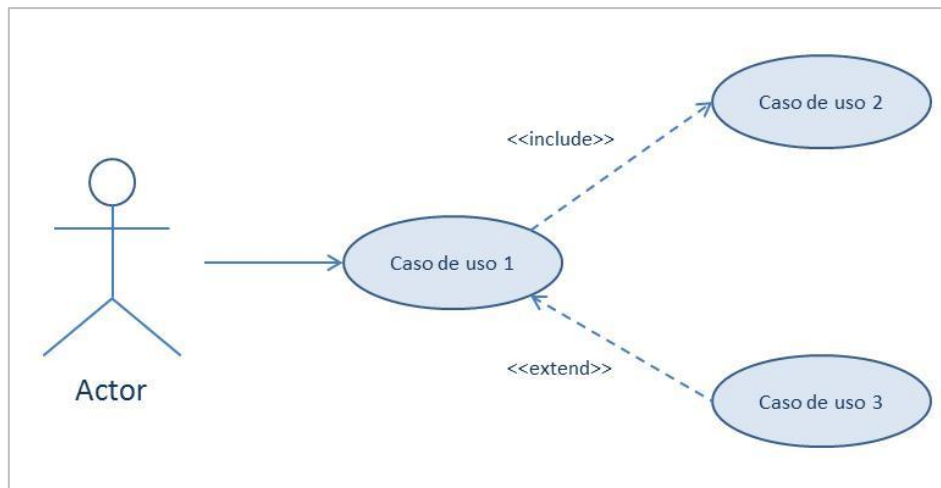 Caso de uso 2
<<include>>
Caso de uso 1
<<extend>>
Caso de uso 3
Actor